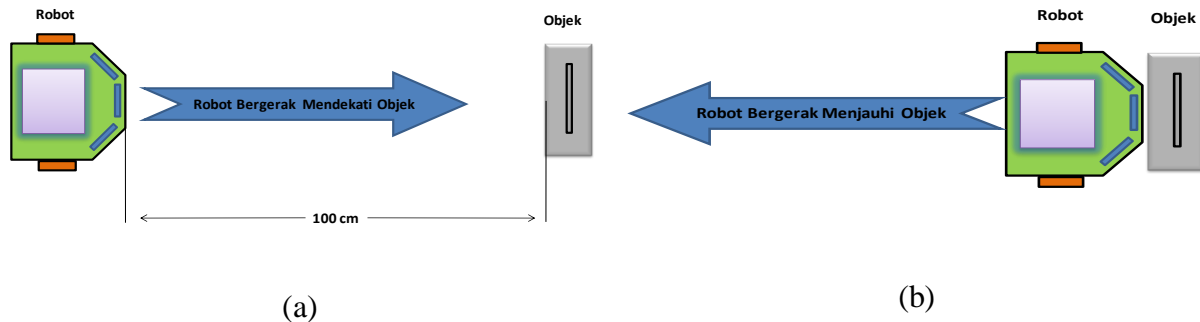 Robot
Objek
Robot Bergerak Mendekati Objek
100 cm
(a)
Robot
Objek
Robot Bergerak Menjauhi Objek
(b)